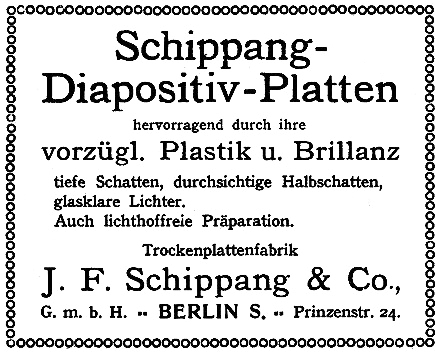 Schippang-
Diapositiv-Platten
hervorragend durch ihre
vorzügl. Plastik u. Brillanz
tiefe Schatten, durchsichtige Halbschatten,
glasklare Lichter.
Auch lichthoffreie Präparation.
Trockenplattenfabrik
J. F. Schippang & Co.,
G. m. b. H. •• BERLIN S. •• Prinzenstr. 24.